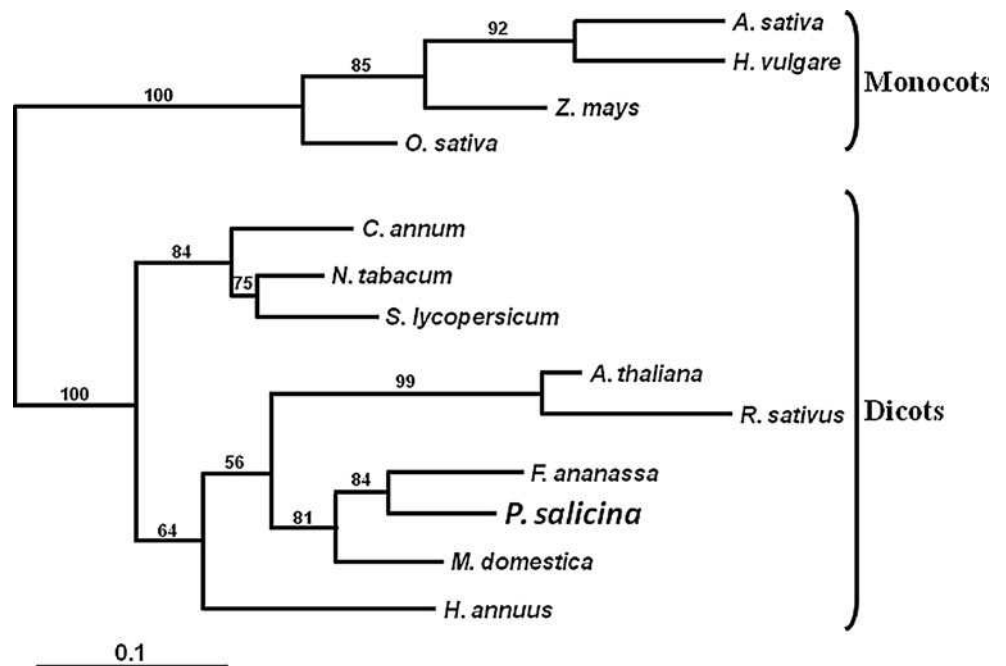 92
A. sativa
H. vulgare
85
Z. mays
100
O. sativa
Monocots
C. annum
84
N. tabacum
75
S. lycopersicum
A. thaliana
99
R. sativus
100
Dicots
F. ananassa
56
84
P. salicina
81
64
M. domestica
H. annuus
0.1